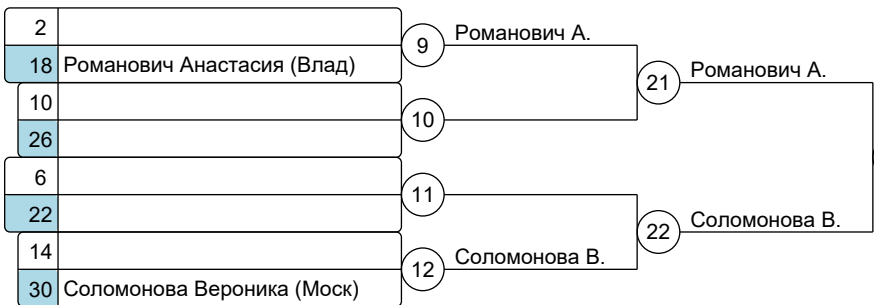 2
9 Романович А.
18 Романович Анастасия (Влад)
21 Романович А.
10
10
26
6
11
22
22 Соломонова В.
14
12 Соломонова В.
30 Соломонова Вероника (Моск)